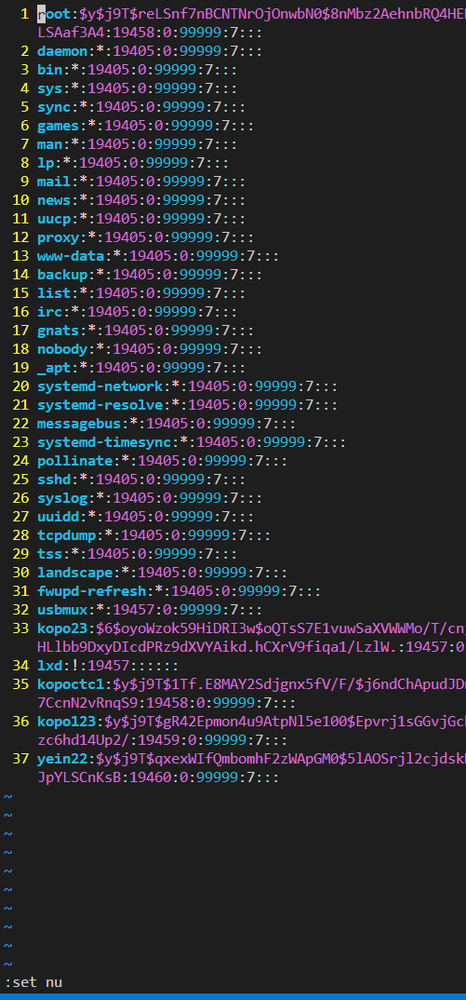 1 root:$y$j9T$reLSnf7nBCNTNrOjOnwbN0$8nMbz2AehnbRQ4HE
LSAaf3A4:19458:0:99999:7:::
2 daemon:*:19405:0:99999:7:::
3 bin:*:19405:0:99999:7:::
4 sys:*:19405:0:99999:7:::
5 sync:*:19405:0:99999:7:::
6 games:*:19405:0:99999:7:::
7 man:*:19405:0:99999:7:::
8 lp:*:19405:0:99999:7:::
9 mail:*:19405:0:99999:7:::
10 news:*:19405:0:99999:7:::
11 uucp:*:19405:0:99999:7:::
12 proxy:*:19405:0:99999:7:::
13 www-data:*:19405:0:99999:7:::
14 backup:*:19405:0:99999:7:::
15 list:*:19405:0:99999:7:::
16 irc:*:19405:0:99999:7:::
17 gnats:*:19405:0:99999:7:::
18 nobody:*:19405:0:99999:7:::
19 _apt:*:19405:0:99999:7:::
20 systemd-network:*:19405:0:99999:7:::
21 systemd-resolve:*:19405:0:99999:7:::
22 messagebus:*:19405:0:99999:7:::
23 systemd-timesync:*:19405:0:99999:7:::
24 pollinate:*:19405:0:99999:7:::
25 sshd:*:19405:0:99999:7:::
26 syslog:*:19405:0:99999:7:::
27 uuidd:*:19405:0:99999:7:::
28 tcpdump:*:19405:0:99999:7:::
29 tss:*:19405:0:99999:7:::
30 landscape:*:19405:0:99999:7:::
31 fwupd-refresh:*:19405:0:99999:7:::
32 usbmux:*:19457:0:99999:7:::
33 kopo23:$6$oyoWzok59HiDRI3w$oQTsS7E1vuwSaXVWWMo/T/cn
HLlbb9DxyDIcdPRz9dXVYAikd.hCXrV9fiqa1/LzlW.:19457:0
34 lxd:!:19457::::::
35 kopoctcl:$y$j9T$1Tf.E8MAY2Sdjgnx5fV/F/$j6ndChApudJD
7CcnN2vRnqS9:19458:0:99999:7:::
36 kopo123:$y$j9T$gR42Epmon4u9AtpNl5e100$Epvrj1sGGvjGc
zc6hd14Up2/:19459:0:99999:7:::
37 yein22:$y$j9T$qxexWIfQmbomhF2zWApGM0$5lAOSrjl2cjdsk
JpYLSCnKsB:19460:0:99999:7:::
~
~
~
~
~
~
~
~
~
~
:set nu